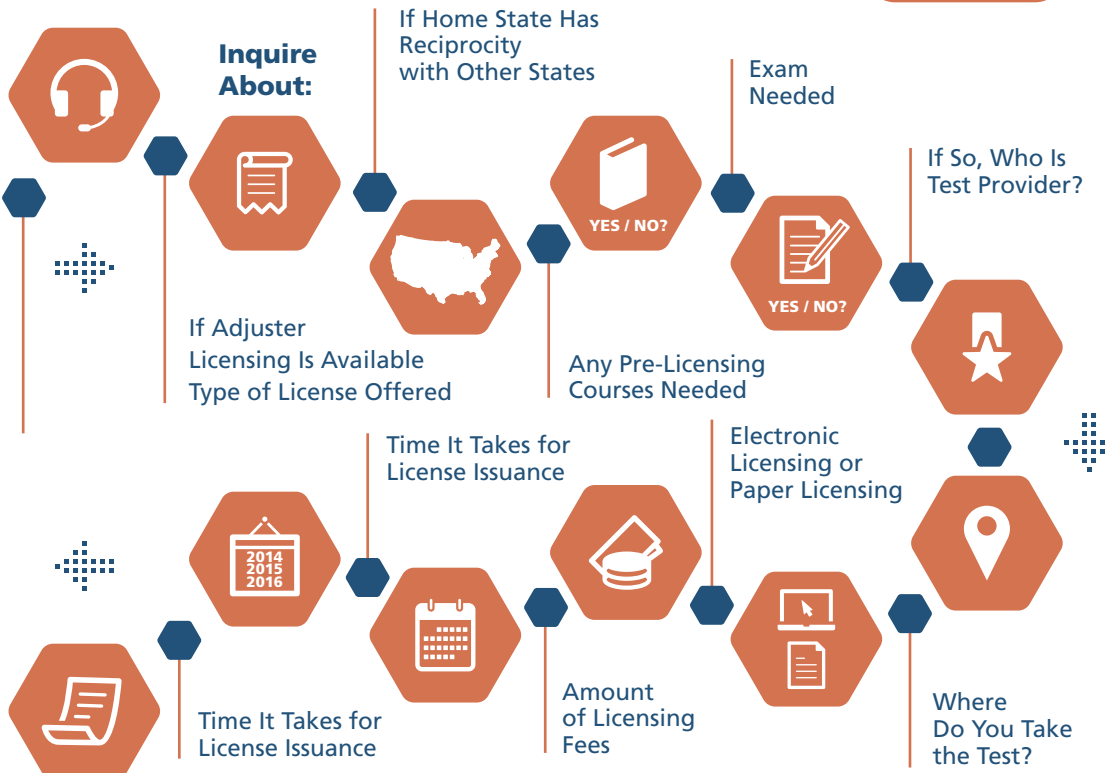 Inquire
About:
If Adjuster
Licensing Is Available
Type of License Offered
If Home State Has
Reciprocity
with Other States
YES / NO?
Any Pre-Licensing
Courses Needed
Exam
Needed
YES / NO?
If So, Who Is
Test Provider?
Where
Do You Take
the Test?
Electronic
Licensing or
Paper Licensing
Amount
of Licensing
Fees
Time It Takes for
License Issuance
2014
2015
2016
Time It Takes for
License Issuance